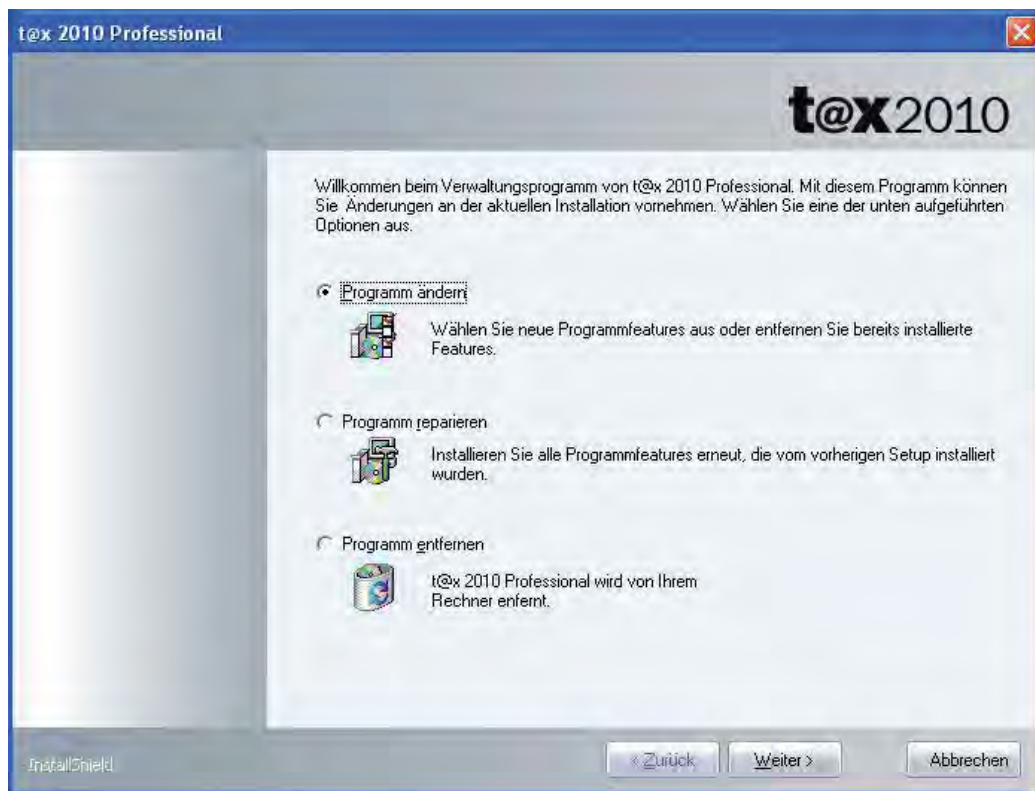 t@x 2010 Professional
t@x2010
Willkommen beim Verwaltungsprogramm von t@x 2010 Professional. Mit diesem Programm können
Sie Änderungen an der aktuellen Installation vornehmen. Wählen Sie eine der unten aufgeführten
Optionen aus.
Programm ändern
Wählen Sie neue Programmfeatures aus oder entfernen Sie bereits installierte
Features.
Programm reparieren
Installieren Sie alle Programmfeatures erneut, die vom vorherigen Setup installiert
wurden.
Programm entfernen
t@x 2010 Professional wird von Ihrem
Rechner enfernt.
InstallShield
< Zurück
Weiter >
Abbrechen